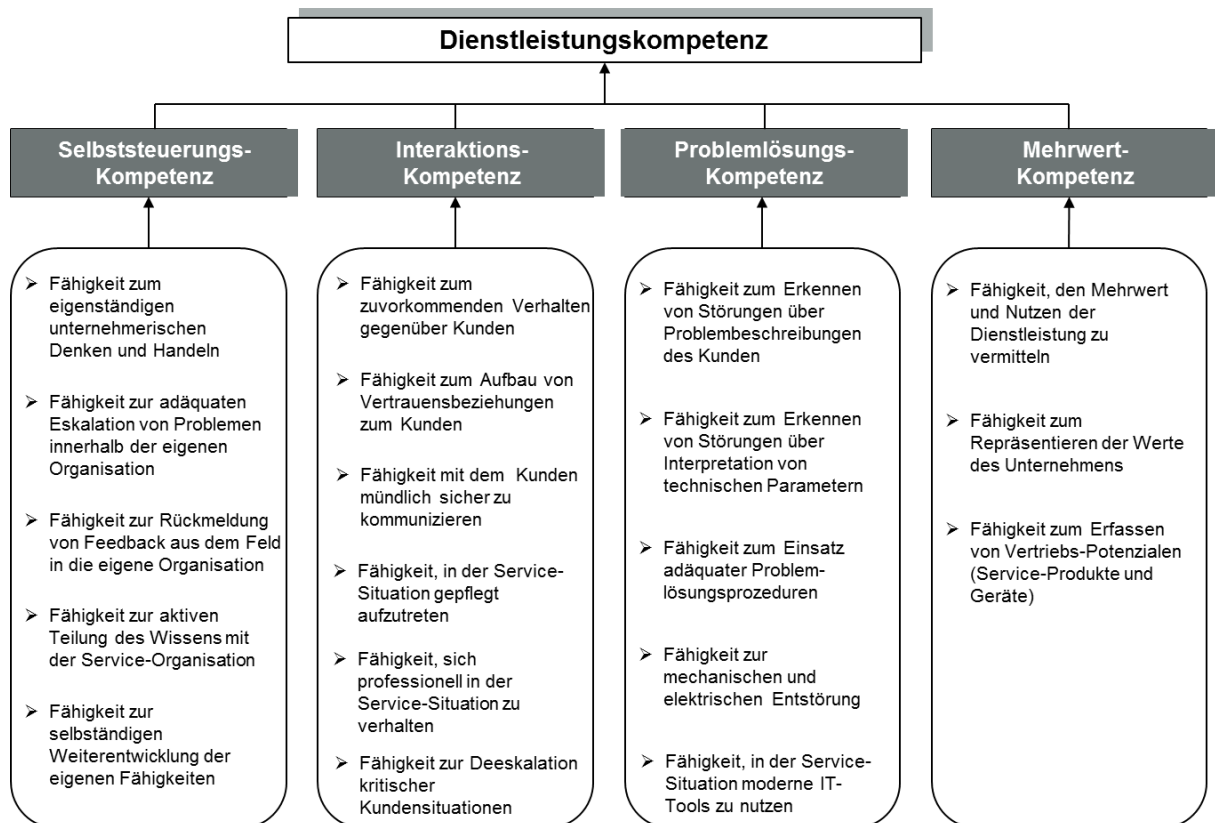 Dienstleistungskompetenz
Selbststeuerungs-
Kompetenz
Fähigkeit zum
eigenständigen
unternehmerischen
Denken und Handeln
Fähigkeit zur adäquaten
Eskalation von Problemen
innerhalb der eigenen
Organisation
Fähigkeit zur Rückmeldung
von Feedback aus dem Feld
in die eigene Organisation
Fähigkeit zur aktiven
Teilung des Wissens mit
der Service-Organisation
Fähigkeit zur
selbständigen
Weiterentwicklung der
eigenen Fähigkeiten
Interaktions-
Kompetenz
Fähigkeit zum
zuvorkommenden Verhalten
gegenüber Kunden
Fähigkeit zum Aufbau von
Vertrauensbeziehungen
zum Kunden
Fähigkeit mit dem Kunden
mündlich sicher zu
kommunizieren
Fähigkeit, in der Service-
Situation gepflegt
aufzutreten
Fähigkeit, sich
professionell in der
Service-Situation zu
verhalten
Fähigkeit zur Deeskalation
kritischer
Kundensituationen
Problemlösungs-
Kompetenz
Fähigkeit zum Erkennen
von Störungen über
Problembeschreibungen
des Kunden
Fähigkeit zum Erkennen
von Störungen über
Interpretation von
technischen Parametern
Fähigkeit zum Einsatz
adäquater Problem-
lösungsprozeduren
Fähigkeit zur
mechanischen und
elektrischen Entstörung
Fähigkeit, in der Service-
Situation moderne IT-
Tools zu nutzen
Mehrwert-
Kompetenz
Fähigkeit, den Mehrwert
und Nutzen der
Dienstleistung zu
vermitteln
Fähigkeit zum
Repräsentieren der Werte
des Unternehmens
Fähigkeit zum Erfassen
von Vertriebs-Potenzialen
(Service-Produkte und
Geräte)